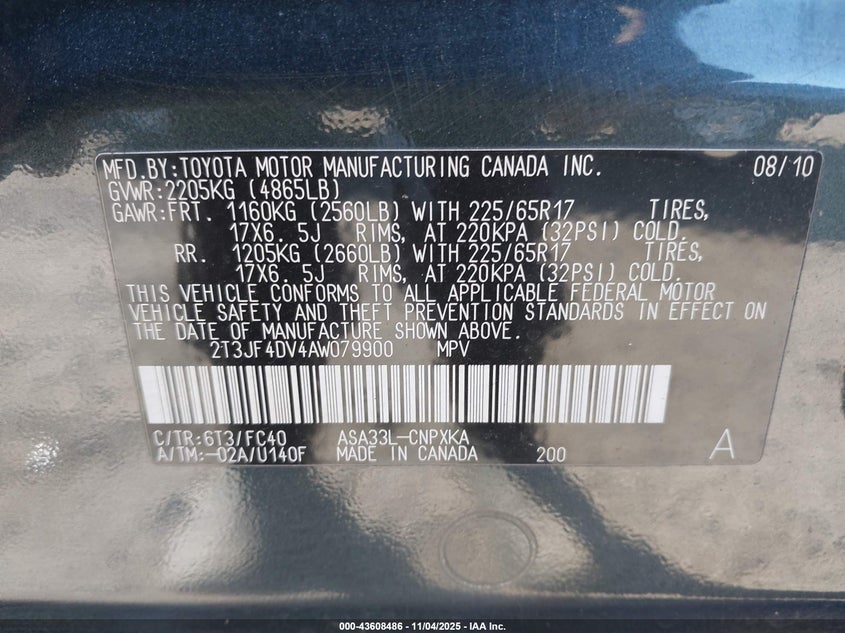 MFD.BY:TOYOTA MOTOR MANUFACTURING CANADA INC. 08/10
GVWR:2205KG (4865LB)
GAWR:FRT. 1160KG (2560LB) WITH 225/65R17 TIRES,
17X6. 5J RIMS, AT 220KPA (32PSI) COLD.
RR. 1205KG (2660LB) WITH 225/65R17 TIRES,
17X6. 5J RIMS, AT 220KPA (32PSI) COLD.
THIS VEHICLE CONFORMS TO ALL APPLICABLE FEDERAL MOTOR
VEHICLE SAFETY AND THEFT PREVENTION STANDARDS IN EFFECT ON
THE DATE OF MANUFACTURE SHOWN ABOVE.
2T3JF4DV4AW079900 MPV
C/TR:6T3/FC40 ASA33L-CNPXKA
A/TM:-02A/U140F MADE IN CANADA 200 A
000-43608486 - 11/04/2025 - IAA Inc.